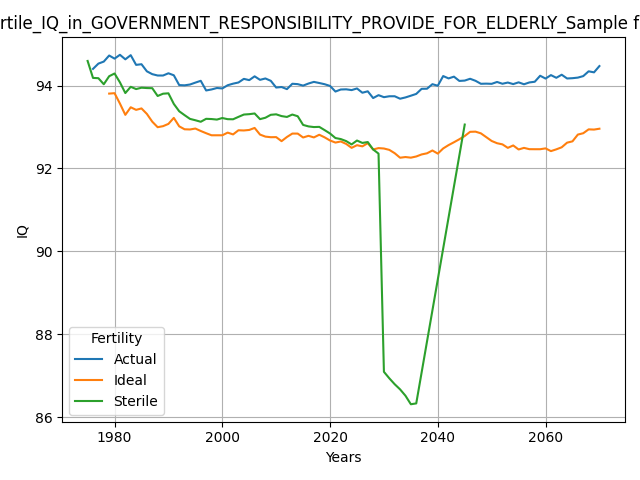 rtile_IQ_in_GOVERNMENT_RESPONSIBILITY_PROVIDE_FOR_ELDERLY_Sample f
94
92
90
88
86
IQ
Fertility
Actual
Ideal
Sterile
1980 2000 2020 2040 2060
Years